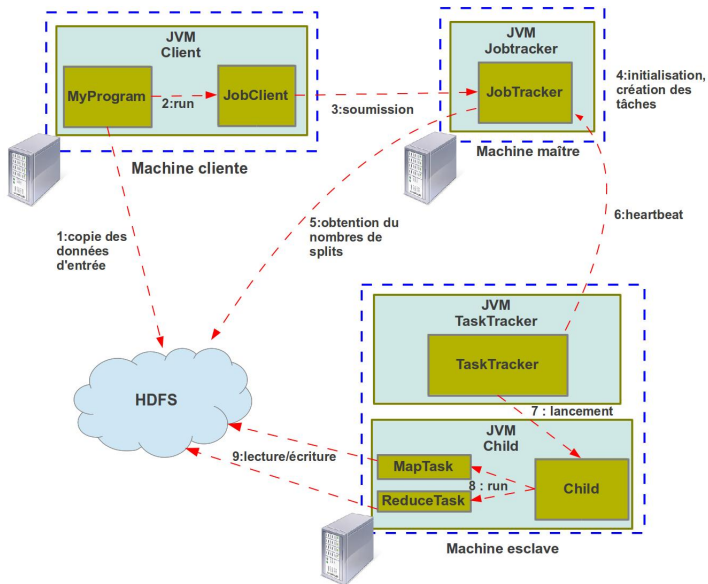 JVM
Client
MyProgram
2:run
JobClient
Machine cliente
3:soumission
JVM
Jobtracker
JobTracker
Machine maître
4:initialisation,
création des
tâches
1:copie des
données
d'entrée
5:obtention du
nombres de
splits
6:heartbeat
HDFS
JVM
TaskTracker
TaskTracker
7 : lancement
JVM
Child
9:lecture/écriture
MapTask
8 : run
ReduceTask
Child
Machine esclave